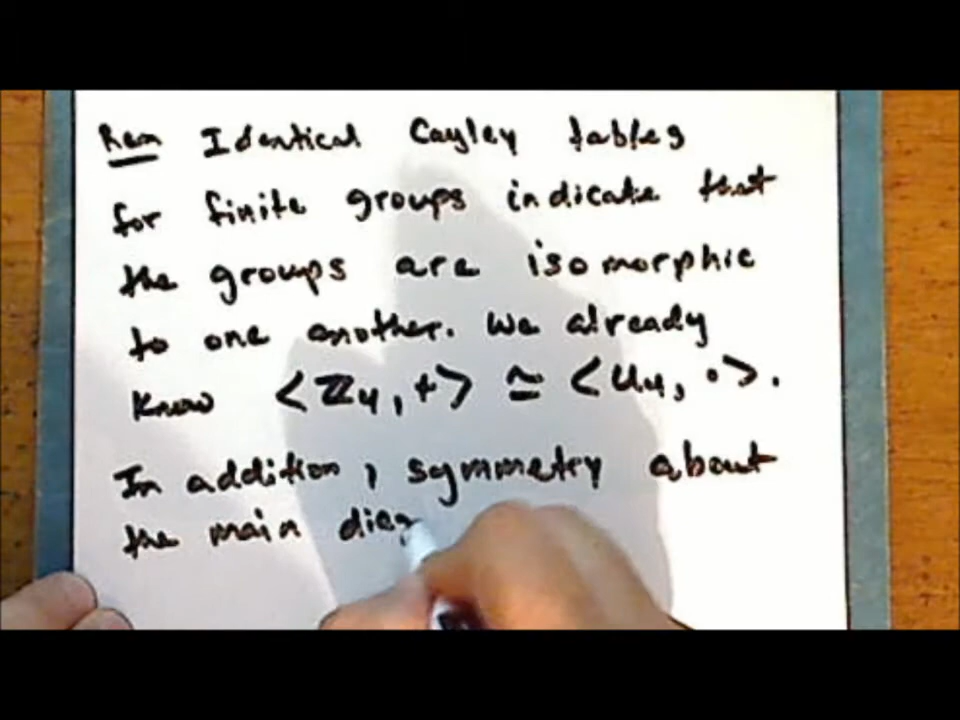 Rem Identical Cayley tables
for finite groups indicate that
the groups are isomorphic
to one another. We already
know <ℤ₄, +> ≃ <U₄, ·>.
In addition, symmetry about
the main diag